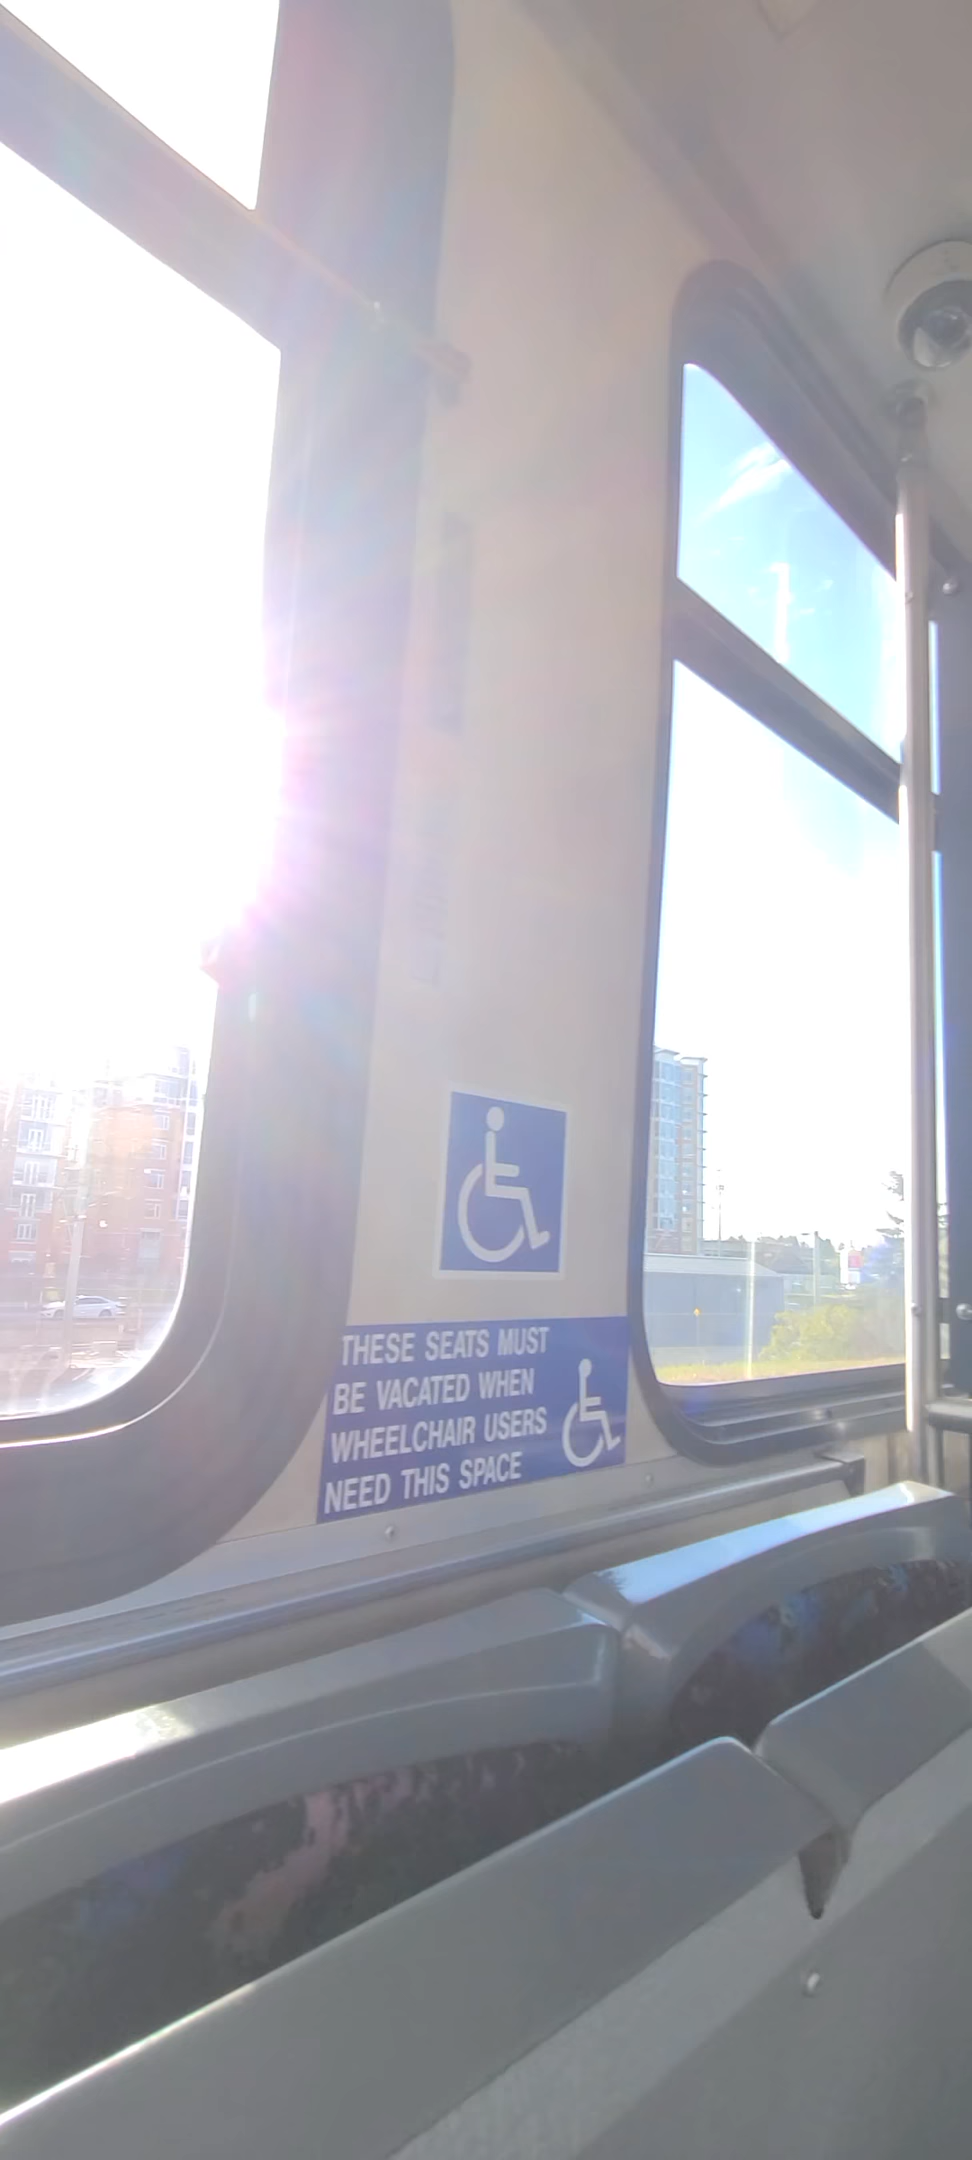 THESE SEATS MUST
BE VACATED WHEN
WHEELCHAIR USERS
NEED THIS SPACE